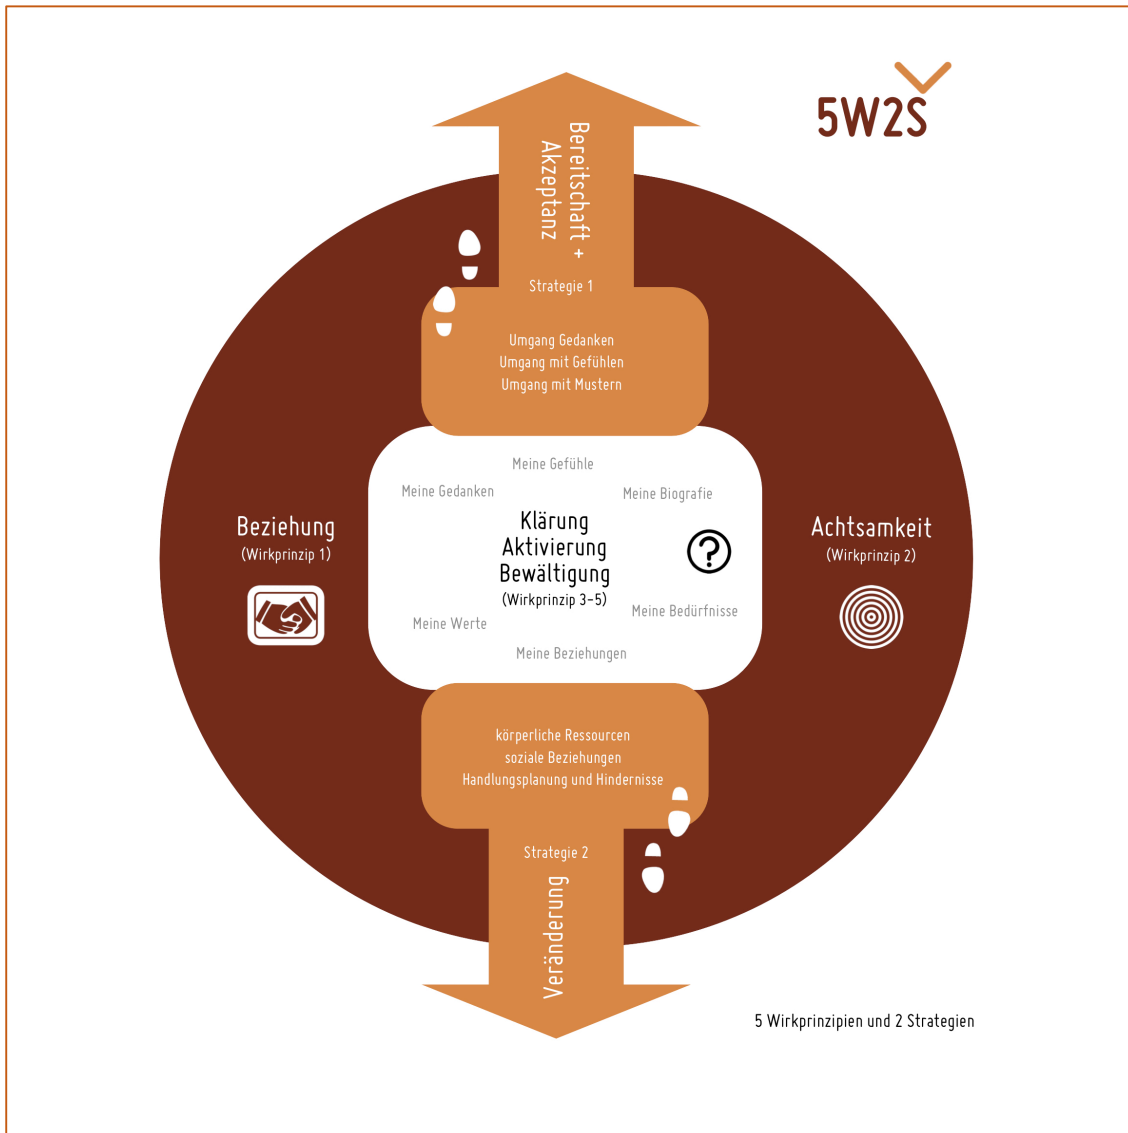 5W2S
Bereitschaft +
Akzeptanz
Strategie 1
Umgang Gedanken
Umgang mit Gefühlen
Umgang mit Mustern
Meine Gefühle
Meine Gedanken
Meine Biografie
Klärung
Aktivierung
Bewältigung
(Wirkprinzip 3-5)
Beziehung
(Wirkprinzip 1)
?
Achtsamkeit
(Wirkprinzip 2)
Meine Bedürfnisse
Meine Werte
Meine Beziehungen
körperliche Ressourcen
soziale Beziehungen
Handlungsplanung und Hindernisse
Strategie 2
Veränderung
5 Wirkprinzipien und 2 Strategien